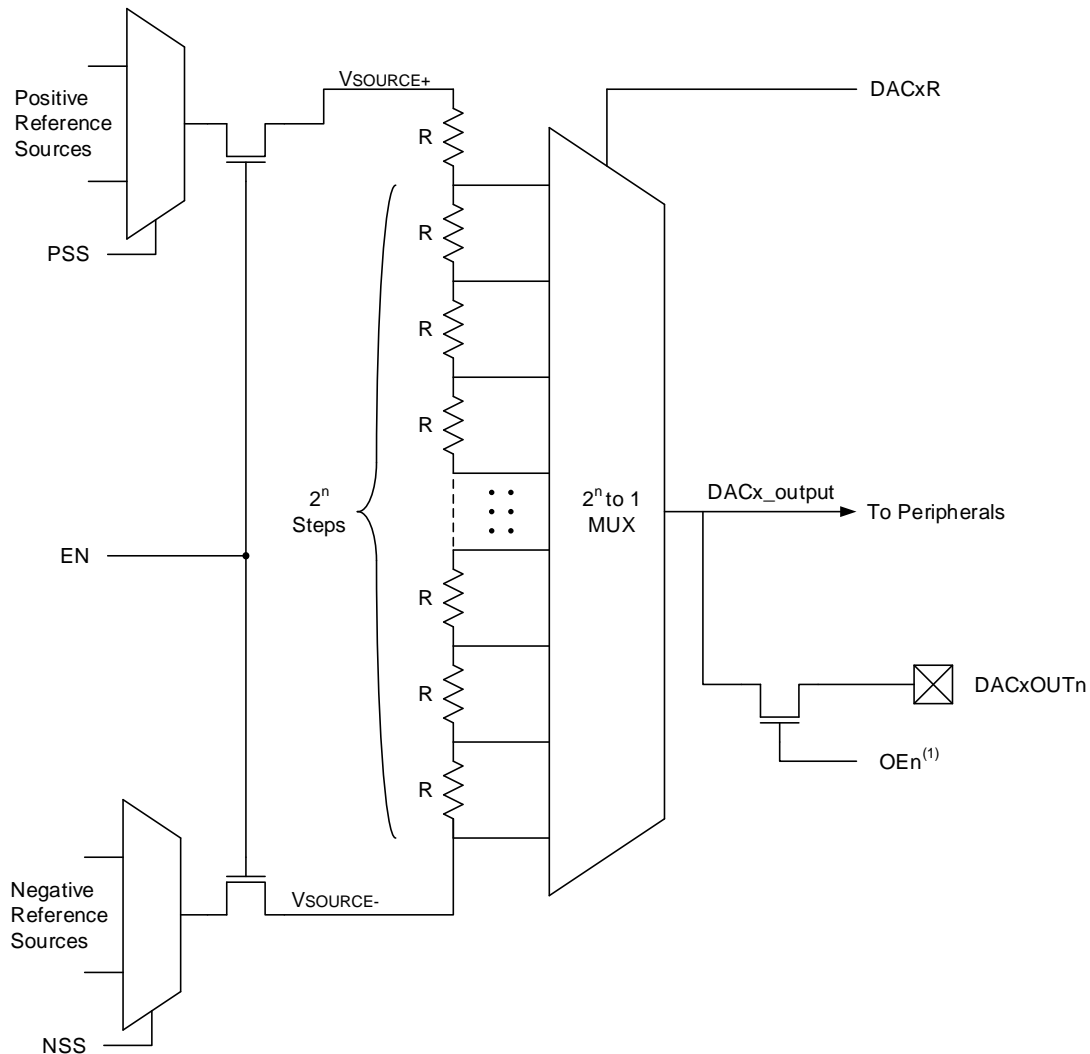 VSOURCE+
DACxR
Positive
Reference
Sources
R
R
PSS
R
R
2ⁿ
Steps
2ⁿ to 1
MUX
DACx_output
To Peripherals
EN
R
R
DACxOUTn
OEn⁽¹⁾
R
Negative
Reference
Sources
VSOURCE-
NSS